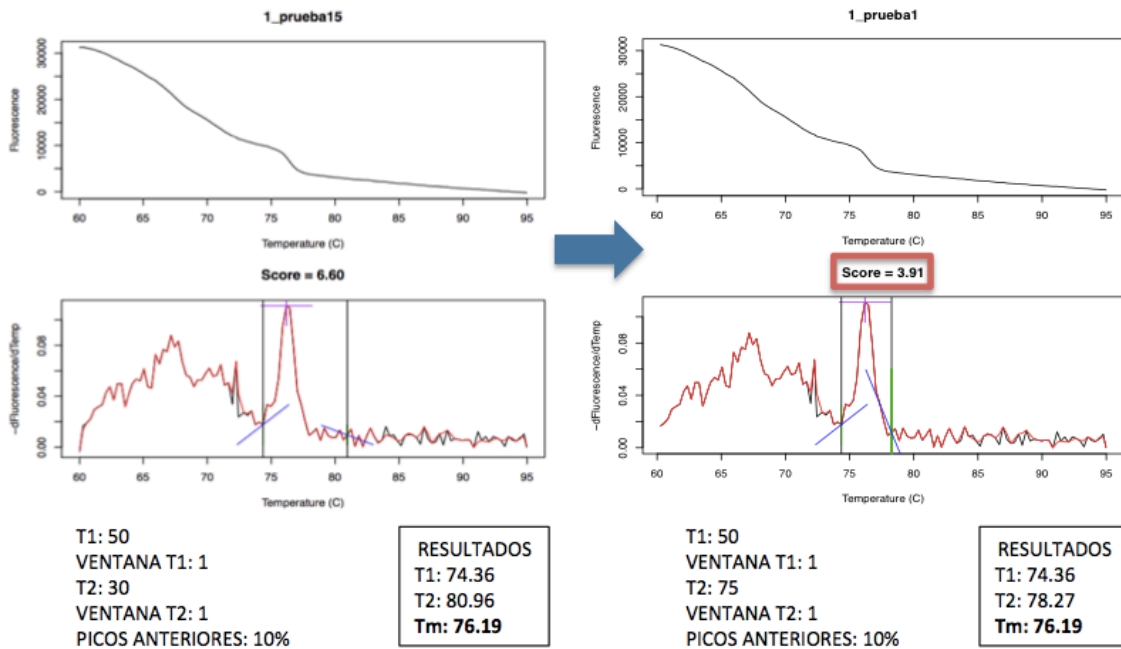 1_prueba15
Fluorescence
30000
20000
10000
0
60 65 70 75 80 85 90 95
Temperature (C)
Score = 6.60
−dFluorescence/dTemp
0.08
0.04
0.00
60 65 70 75 80 85 90 95
Temperature (C)
T1: 50
VENTANA T1: 1
T2: 30
VENTANA T2: 1
PICOS ANTERIORES: 10%
RESULTADOS
T1: 74.36
T2: 80.96
Tm: 76.19
1_prueba1
Fluorescence
30000
20000
10000
0
60 65 70 75 80 85 90 95
Temperature (C)
Score = 3.91
−dFluorescence/dTemp
0.08
0.04
0.00
60 65 70 75 80 85 90 95
Temperature (C)
T1: 50
VENTANA T1: 1
T2: 75
VENTANA T2: 1
PICOS ANTERIORES: 10%
RESULTADOS
T1: 74.36
T2: 78.27
Tm: 76.19